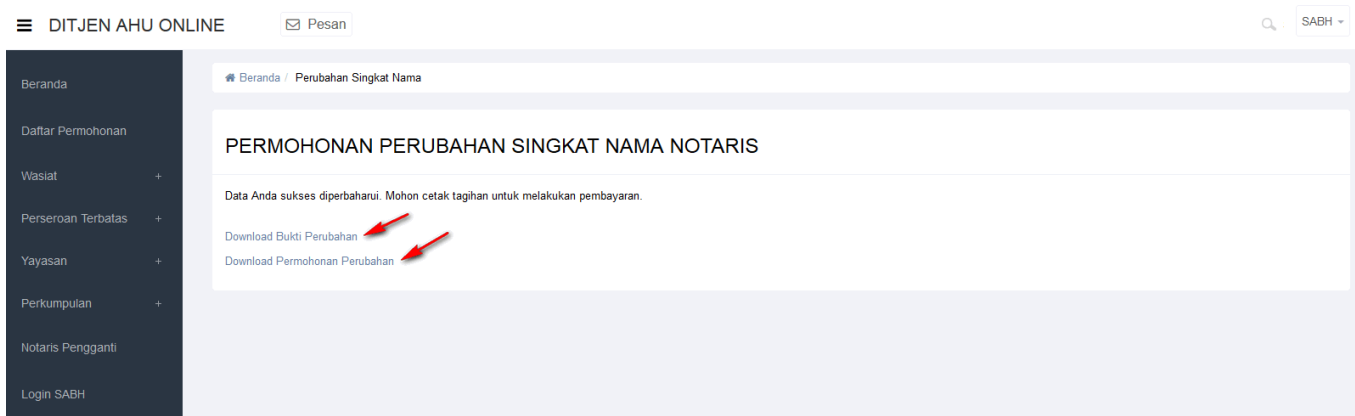 DITJEN AHU ONLINE
Pesan
SABH
Beranda / Perubahan Singkat Nama
Beranda
Daftar Permohonan
Wasiat +
Perseroan Terbatas +
Yayasan +
Perkumpulan +
Notaris Pengganti
Login SABH
PERMOHONAN PERUBAHAN SINGKAT NAMA NOTARIS
Data Anda sukses diperbaharui. Mohon cetak tagihan untuk melakukan pembayaran.
Download Bukti Perubahan
Download Permohonan Perubahan